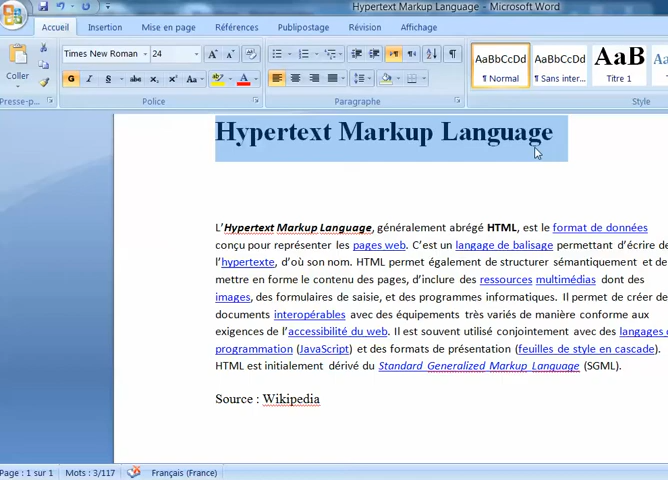 Hypertext Markup Language - Microsoft Word
Accueil Insertion Mise en page Références Publipostage Révision Affichage
Times New Roman 24
Coller
G I S abc x₂ x² Aa
AaBbCcDd AaBbCcDd AaB
¶ Normal ¶ Sans inter... Titre 1
Presse-p... Police Paragraphe Style
Hypertext Markup Language
L’Hypertext Markup Language, généralement abrégé HTML, est le format de données
conçu pour représenter les pages web. C’est un langage de balisage permettant d’écrire de
l’hypertexte, d’où son nom. HTML permet également de structurer sémantiquement et de
mettre en forme le contenu des pages, d’inclure des ressources multimédias dont des
images, des formulaires de saisie, et des programmes informatiques. Il permet de créer de
documents interopérables avec des équipements très variés de manière conforme aux
exigences de l’accessibilité du web. Il est souvent utilisé conjointement avec des langages
programmation (JavaScript) et des formats de présentation (feuilles de style en cascade).
HTML est initialement dérivé du Standard Generalized Markup Language (SGML).
Source : Wikipedia
Page : 1 sur 1 Mots : 3/117 Français (France)